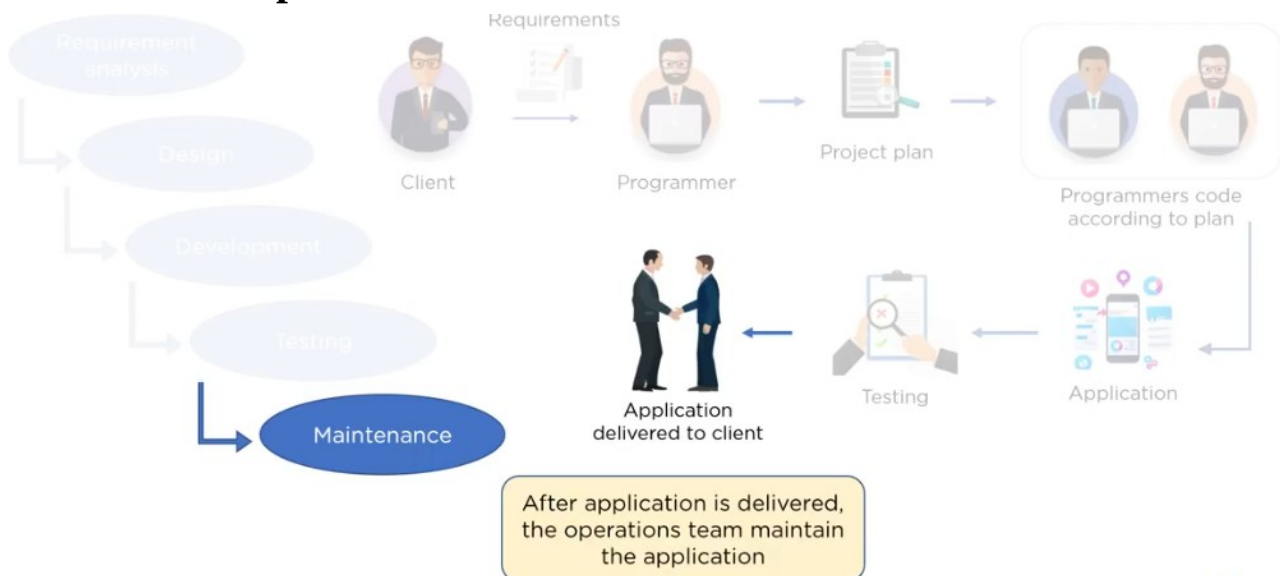 Requirements
Requirement
analysis
Design
Development
Testing
Maintenance
Client
Programmer
Project plan
Programmers code
according to plan
Application
Testing
Application
delivered to client
After application is delivered,
the operations team maintain
the application